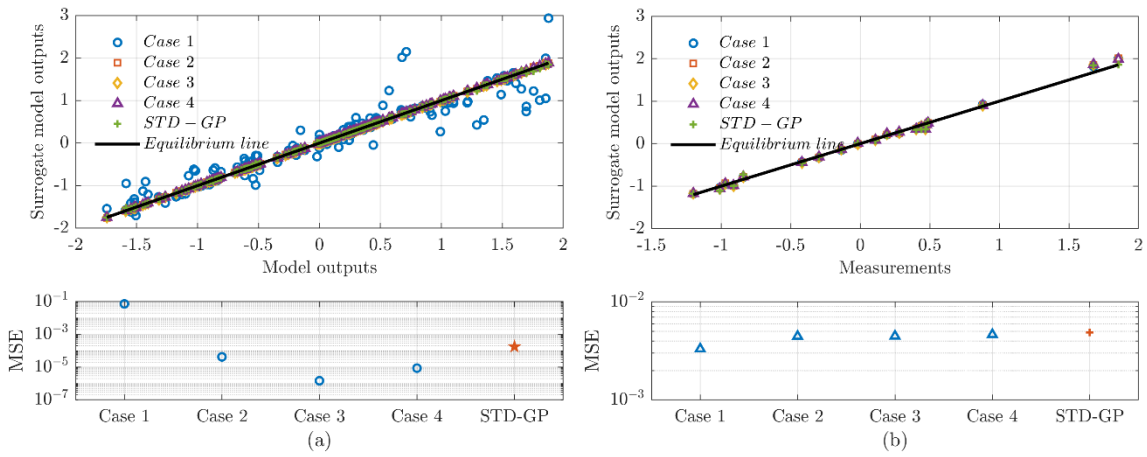 3
2
1
0
-1
-2
Surrogate model outputs
Case 1
Case 2
Case 3
Case 4
STD - GP
Equilibrium line
-2
-1.5
-1
-0.5
0
0.5
1
1.5
2
Model outputs
10-1
10-3
10-5
10-7
MSE
Case 1
Case 2
Case 3
Case 4
STD-GP
(a)
3
2
1
0
-1
-2
Surrogate model outputs
Case 1
Case 2
Case 3
Case 4
STD - GP
Equilibrium line
-1.5
-1
-0.5
0
0.5
1
1.5
2
Measurements
10-2
10-3
MSE
Case 1
Case 2
Case 3
Case 4
STD-GP
(b)